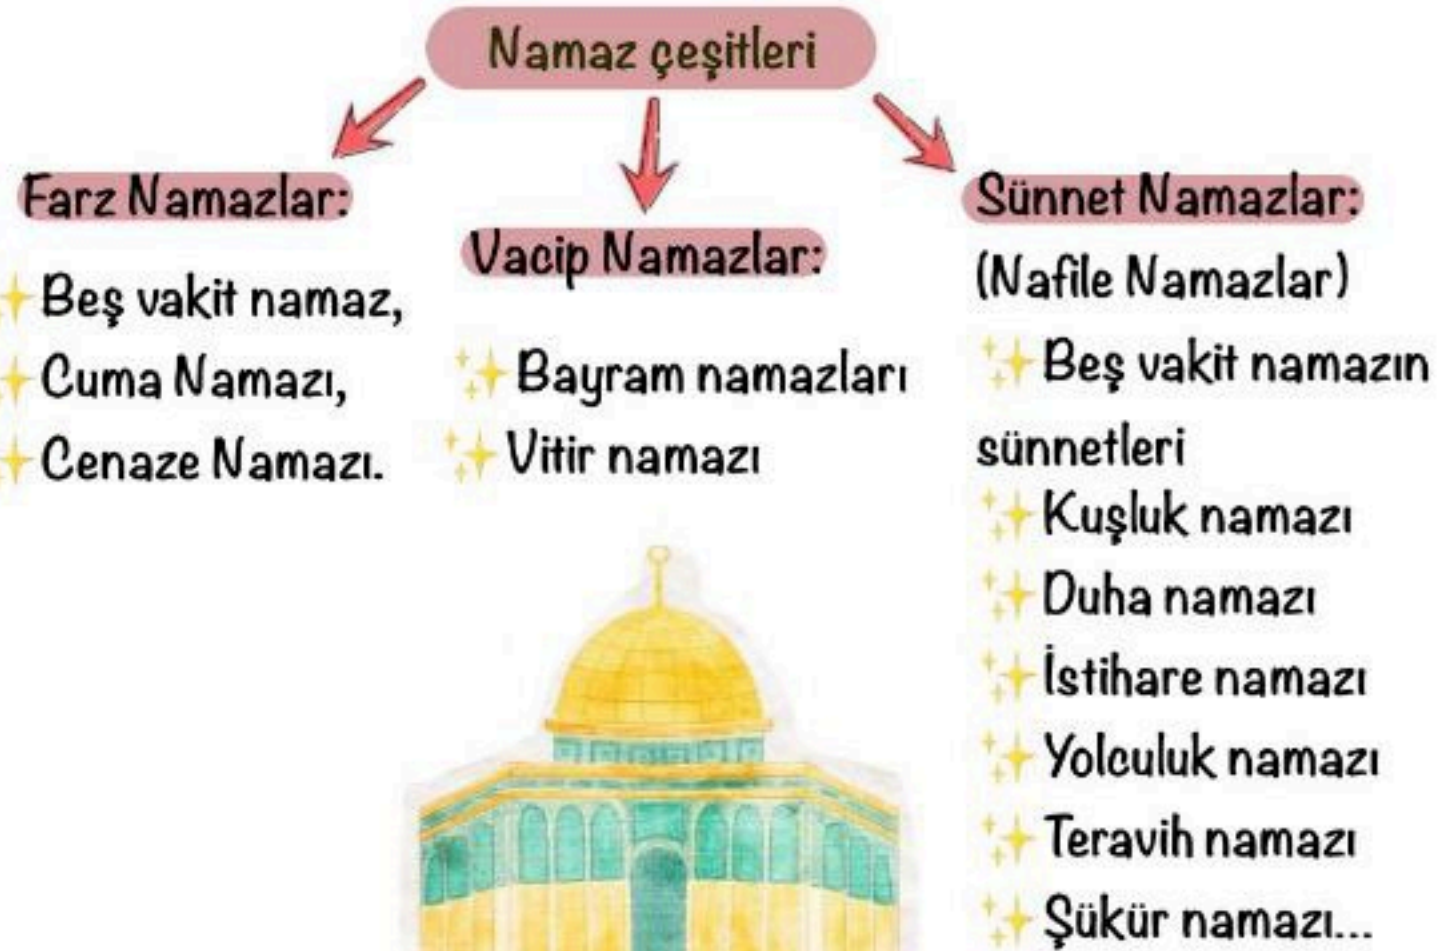 Namaz çeşitleri
Farz Namazlar:
Beş vakit namaz,
Cuma Namazı,
Cenaze Namazı.
Vacip Namazlar:
Bayram namazları
Vitir namazı
Sünnet Namazlar:
(Nafile Namazlar)
Beş vakit namazın
sünnetleri
Kuşluk namazı
Duha namazı
İstihare namazı
Yolculuk namazı
Teravih namazı
Şükür namazı...